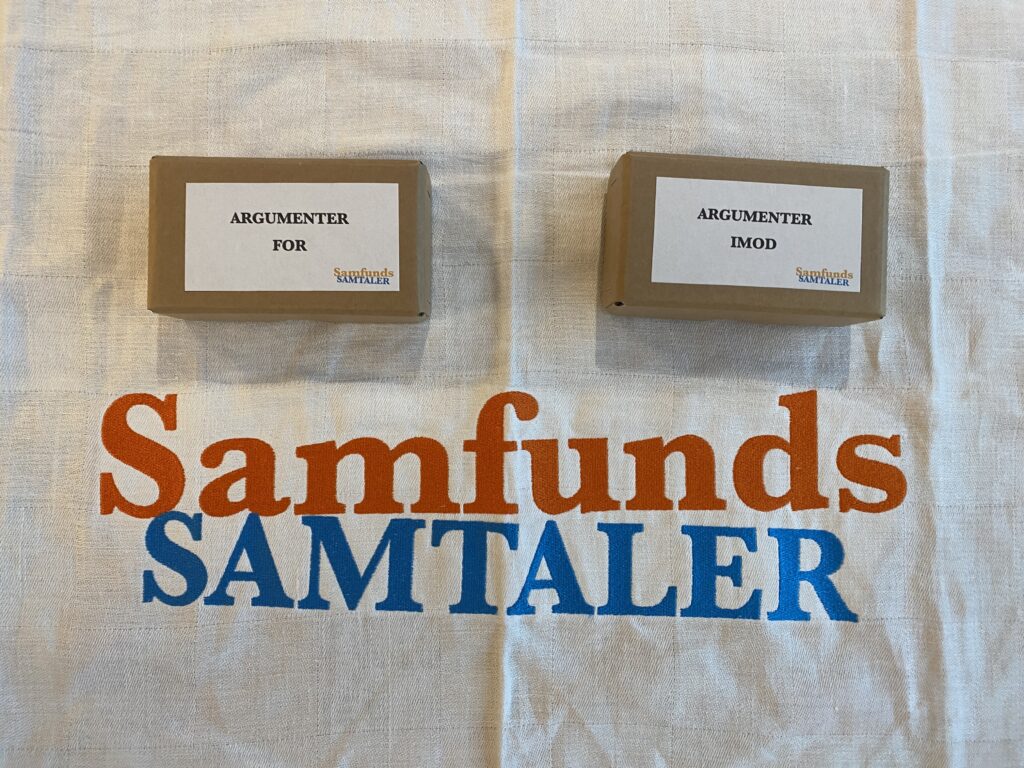 ARGUMENTER
FOR
Samfunds
SAMTALER
ARGUMENTER
IMOD
Samfunds
SAMTALER
Samfunds
SAMTALER